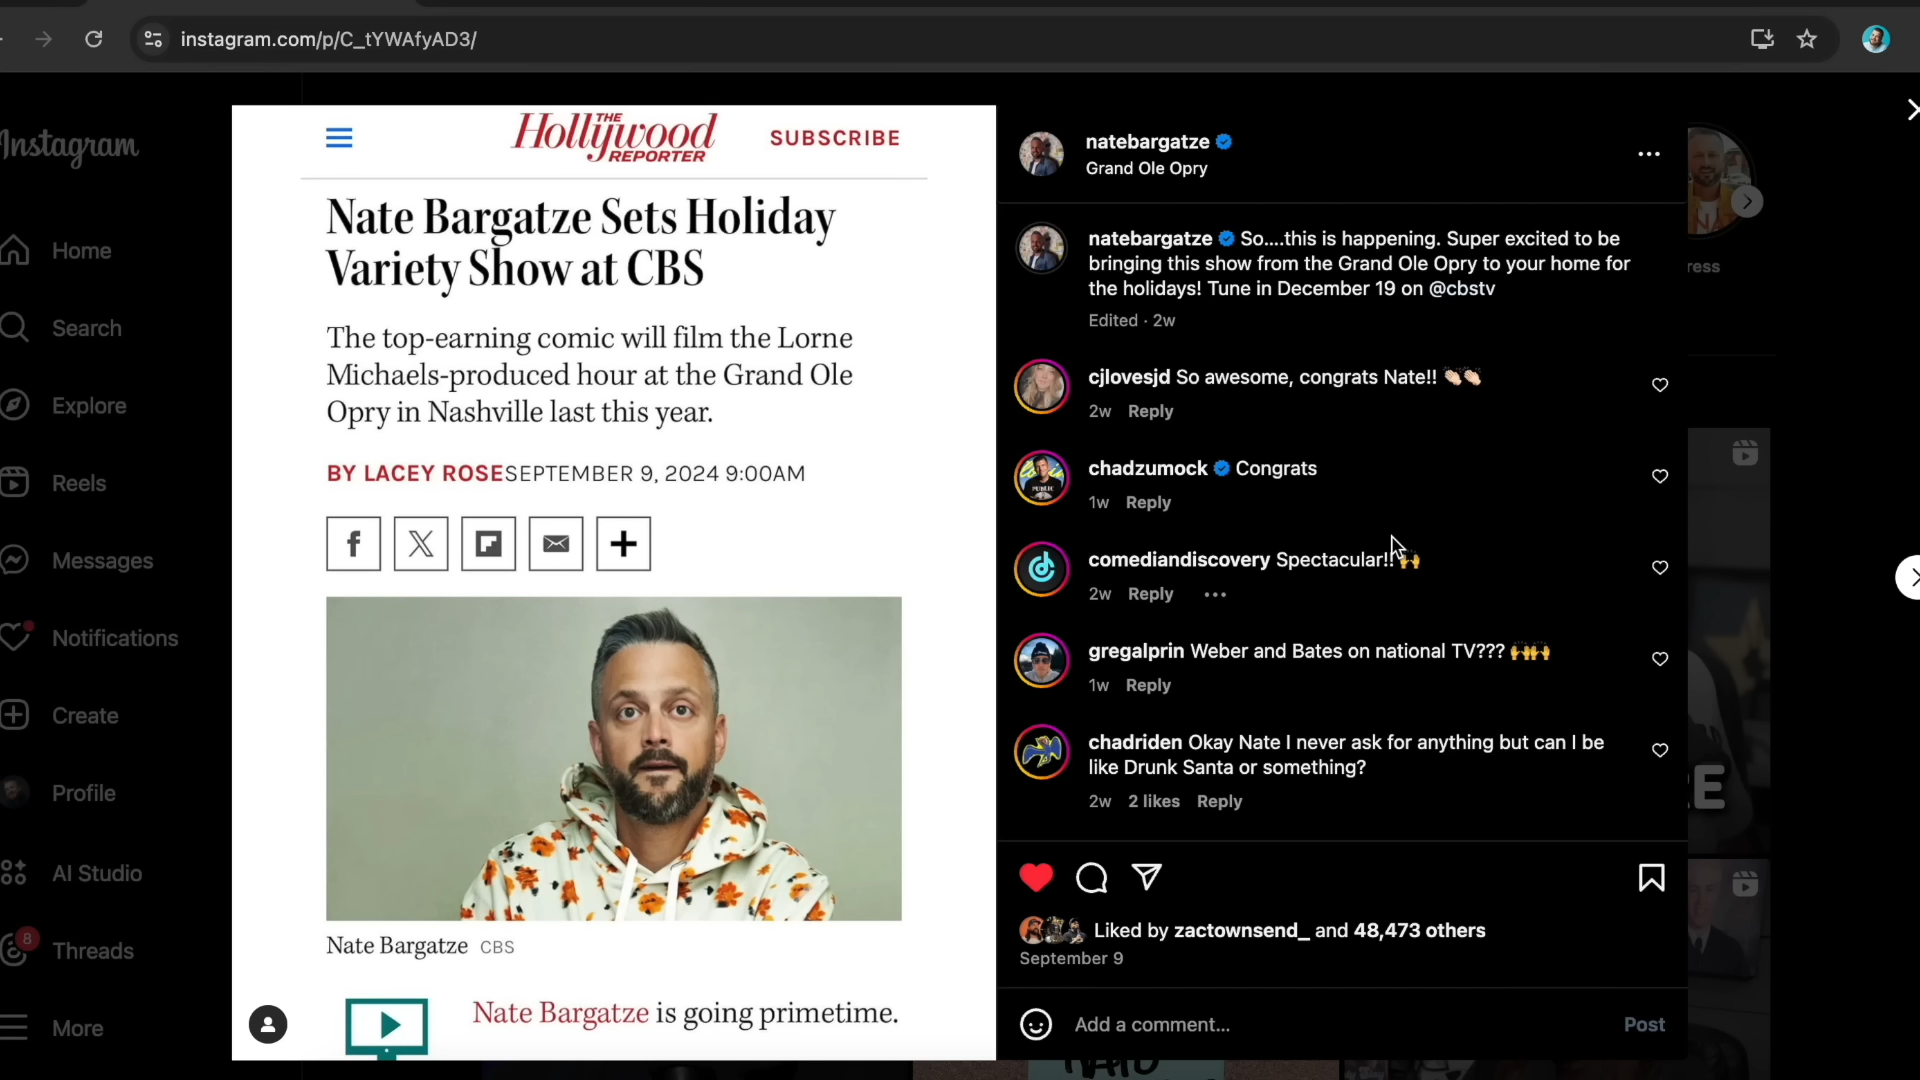 instagram.com/p/C_tYWAfyAD3/
Instagram
Home
Search
Explore
Reels
Messages
Notifications
Create
Profile
AI Studio
8
Threads
More
THE
Hollywood
REPORTER
SUBSCRIBE
Nate Bargatze Sets Holiday
Variety Show at CBS
The top-earning comic will film the Lorne
Michaels-produced hour at the Grand Ole
Opry in Nashville last this year.
BY LACEY ROSESEPTEMBER 9, 2024 9:00AM
Nate Bargatze CBS
Nate Bargatze is going primetime.
natebargatze
Grand Ole Opry
natebargatze So....this is happening. Super excited to be
bringing this show from the Grand Ole Opry to your home for
the holidays! Tune in December 19 on @cbstv
Edited · 2w
cjlovesjd So awesome, congrats Nate!! 👏🏻👏🏻
2w Reply
chadzumock Congrats
1w Reply
comediandiscovery Spectacular!! 🙌
2w Reply
gregalprin Weber and Bates on national TV??? 🙌🙌
1w Reply
chadriden Okay Nate I never ask for anything but can I be
like Drunk Santa or something?
2w 2 likes Reply
Liked by zactownsend_ and 48,473 others
September 9
Add a comment...
Post
ress
RE